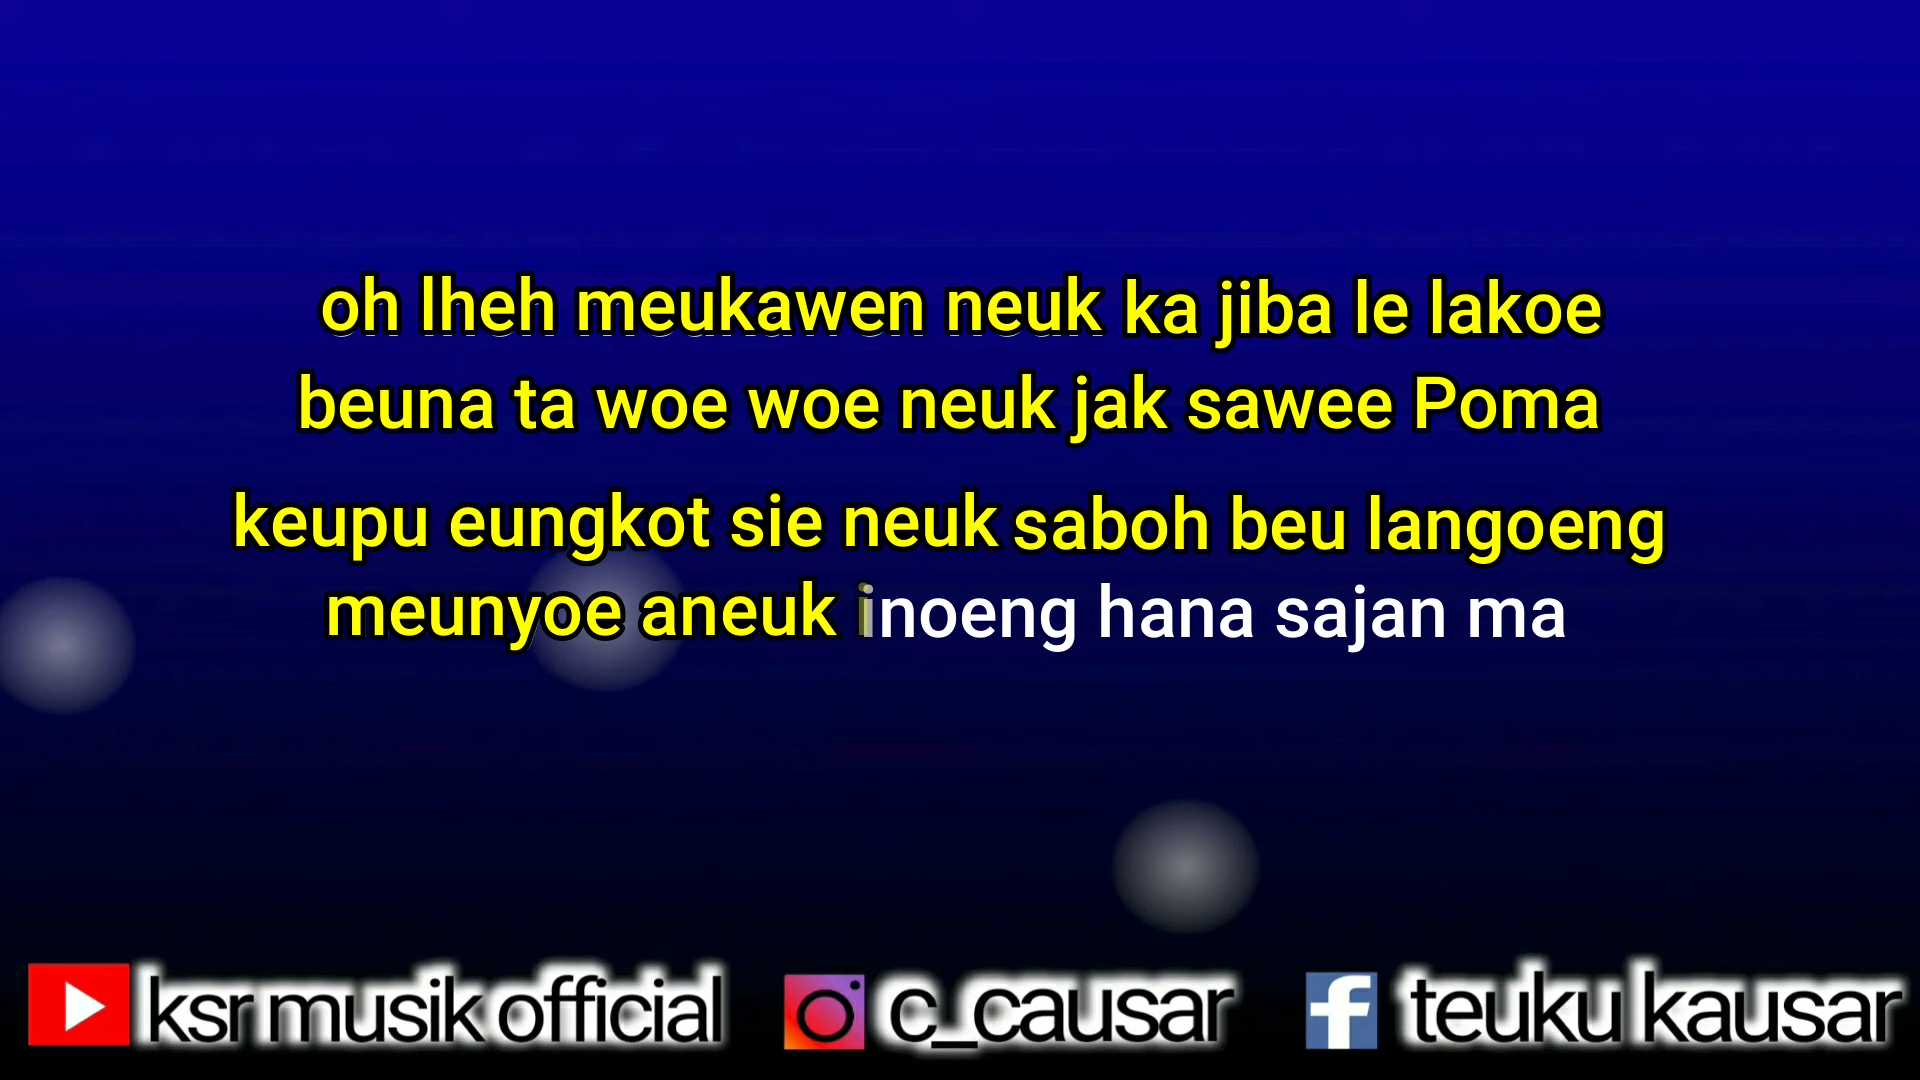 oh lheh meukawen neuk ka jiba le lakoe
beuna ta woe woe neuk jak sawee Poma
keupu eungkot sie neuk saboh beu langoeng
meunyoe aneuk inoeng hana sajan ma
ksr musik official c_causar teuku kausar